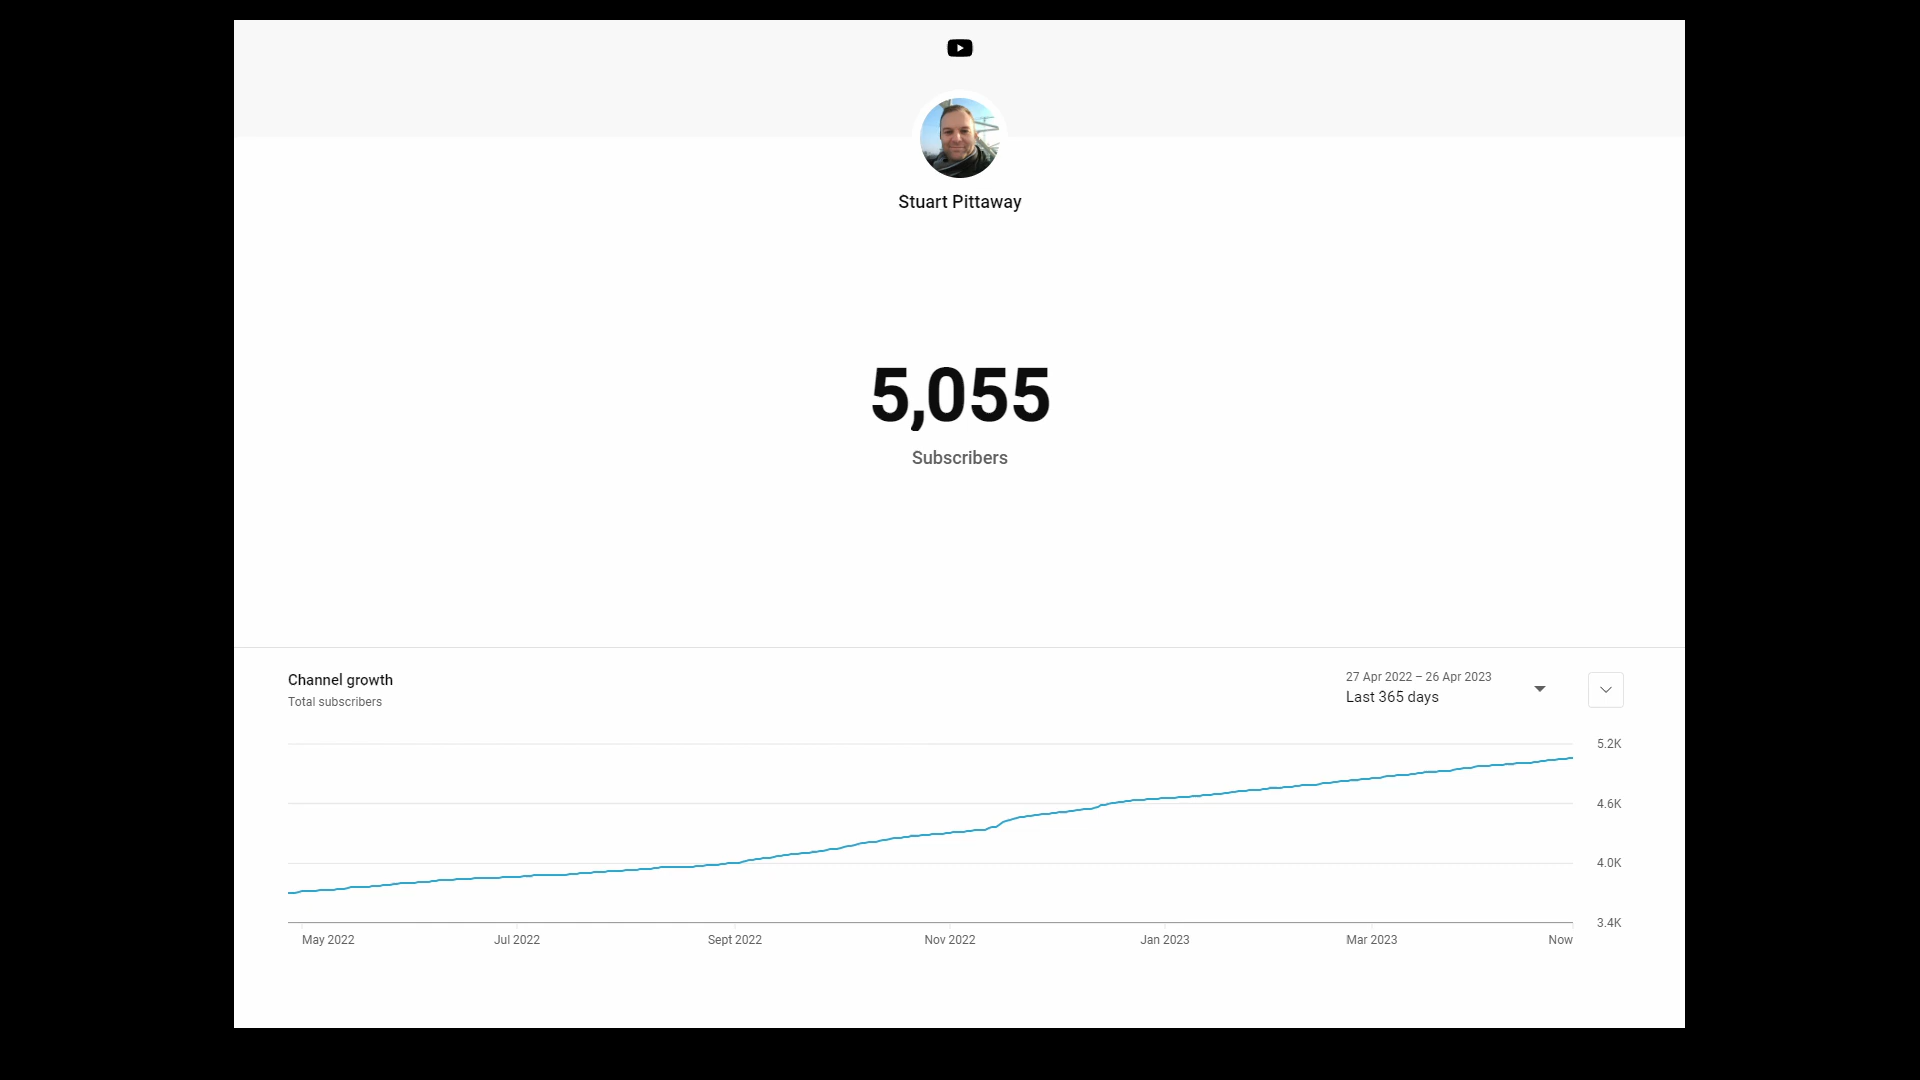 Stuart Pittaway
5,055
Subscribers
Channel growth
Total subscribers
27 Apr 2022 – 26 Apr 2023
Last 365 days
5.2K
4.6K
4.0K
3.4K
May 2022
Jul 2022
Sept 2022
Nov 2022
Jan 2023
Mar 2023
Now